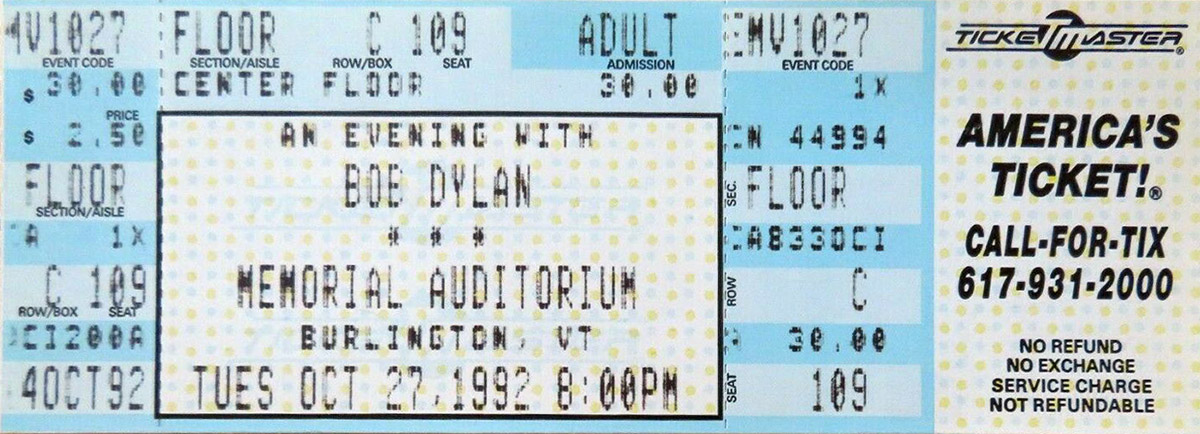 MV1027
EVENT CODE
$ 30.00
PRICE
$ 2.50
FLOOR
SECTION/AISLE
CA 1X
C 109
ROW/BOX SEAT
CI200A
4OCT92
FLOOR C 109 ADULT
SECTION/AISLE ROW/BOX SEAT ADMISSION
CENTER FLOOR 30.00
AN EVENING WITH
BOB DYLAN
* * *
MEMORIAL AUDITORIUM
BURLINGTON, VT
TUES OCT 27,1992 8:00PM
EMV1027
EVENT CODE
1X
CN 44994
SEC. FLOOR
CA8330CI
ROW C
30.00
SEAT 109
TICKETMASTER®
AMERICA'S
TICKET!®
CALL-FOR-TIX
617-931-2000
NO REFUND
NO EXCHANGE
SERVICE CHARGE
NOT REFUNDABLE